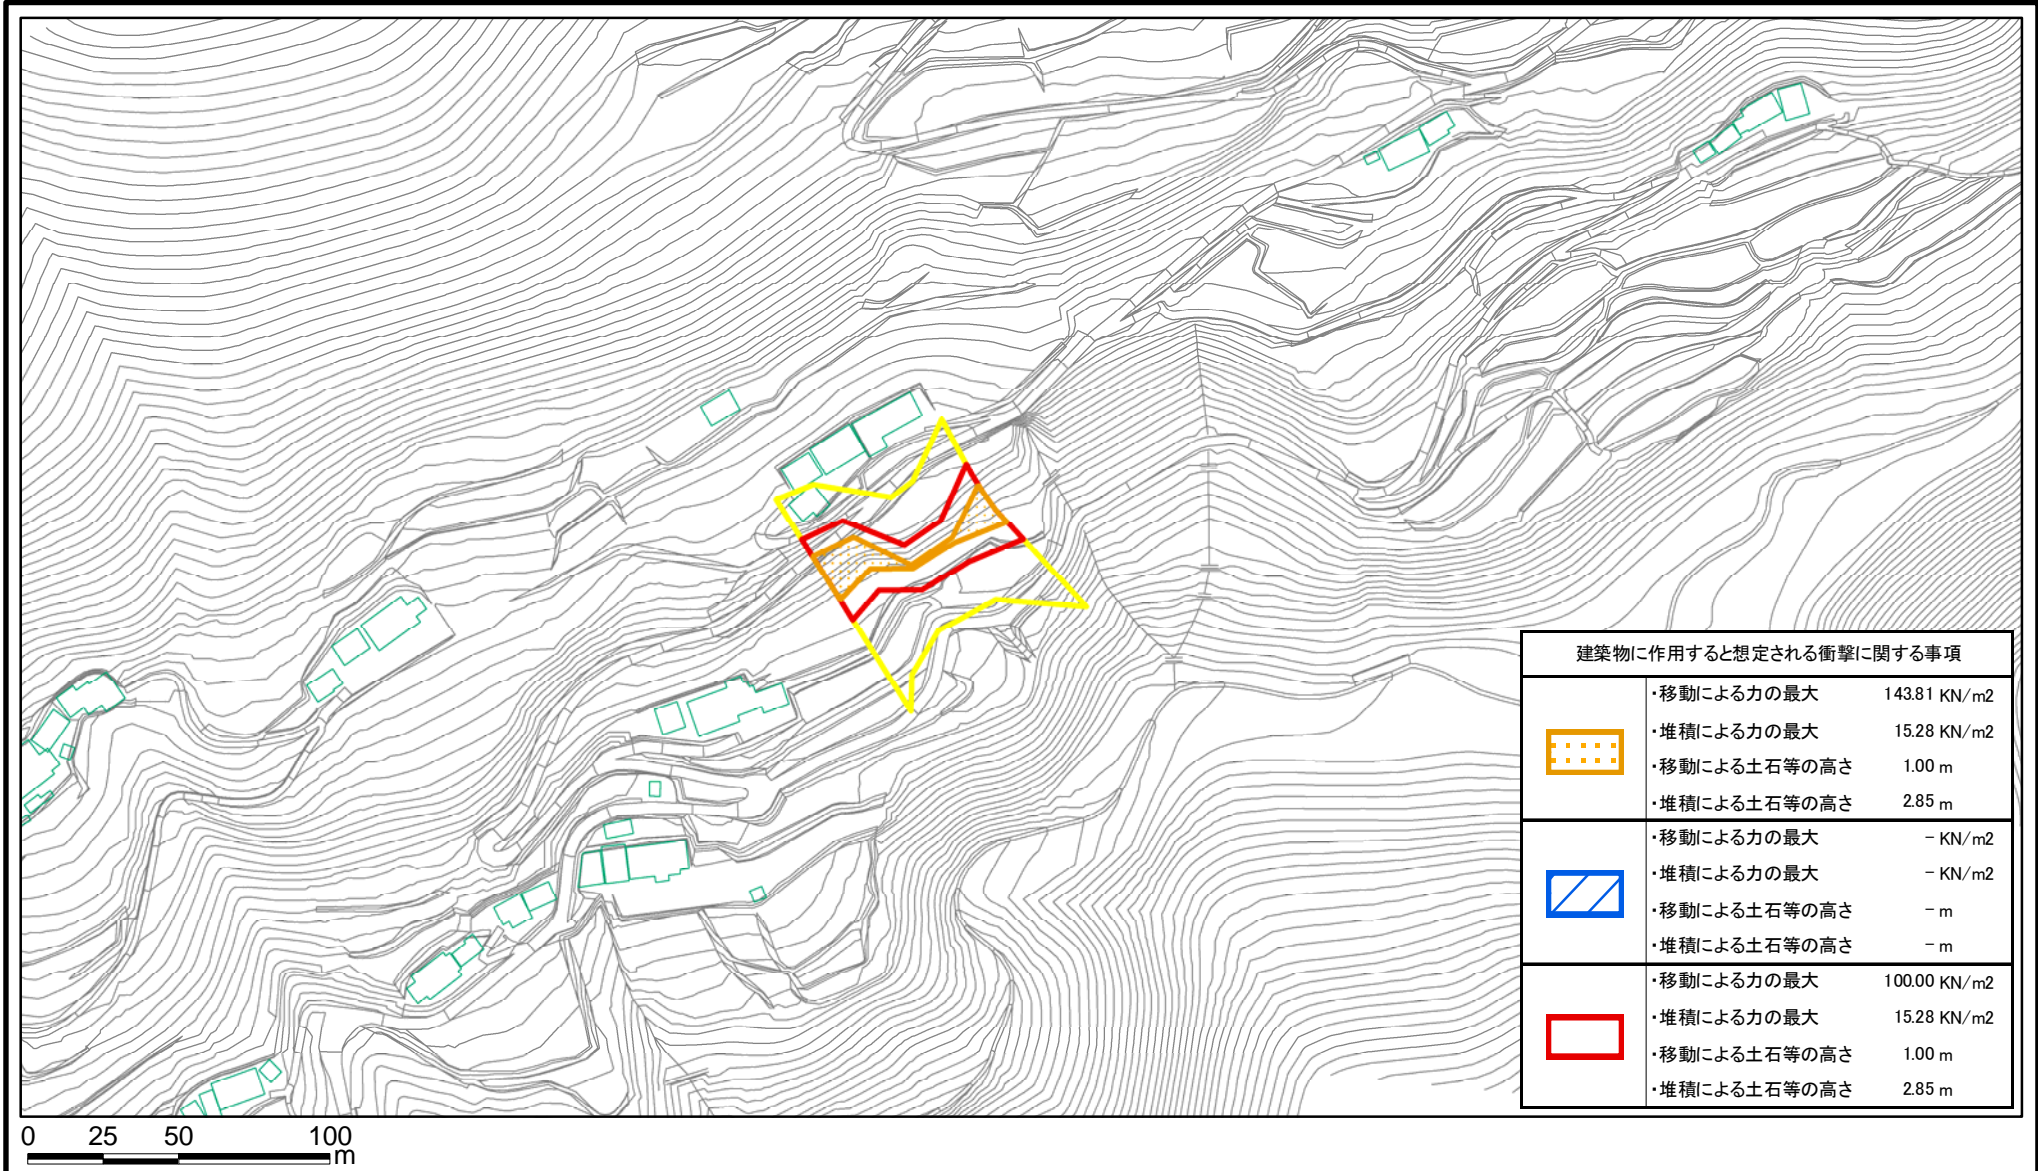 建築物に作用すると想定される衝撃に関する事項
・移動による力の最大 143.81 KN/m2
・堆積による力の最大 15.28 KN/m2
・移動による土石等の高さ 1.00 m
・堆積による土石等の高さ 2.85 m
・移動による力の最大 － KN/m2
・堆積による力の最大 － KN/m2
・移動による土石等の高さ － m
・堆積による土石等の高さ － m
・移動による力の最大 100.00 KN/m2
・堆積による力の最大 15.28 KN/m2
・移動による土石等の高さ 1.00 m
・堆積による土石等の高さ 2.85 m
0 25 50 100
m